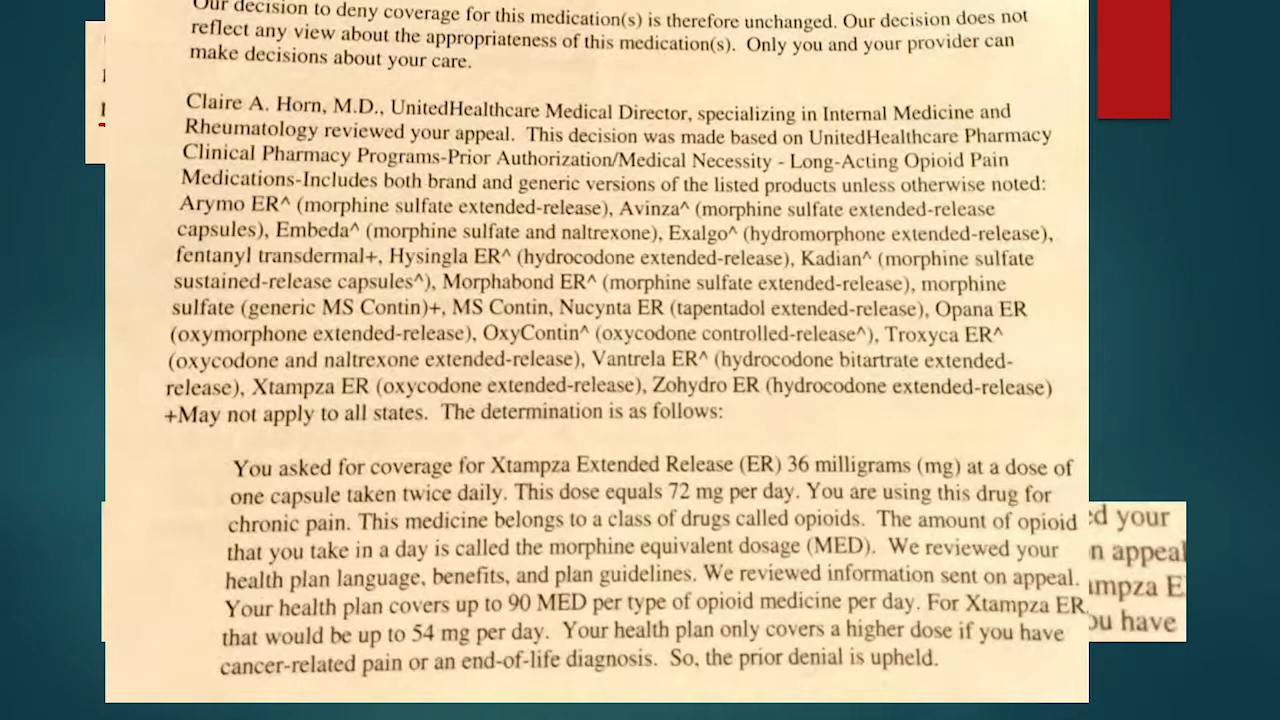 Our decision to deny coverage for this medication(s) is therefore unchanged. Our decision does not
reflect any view about the appropriateness of this medication(s). Only you and your provider can
make decisions about your care.
Claire A. Horn, M.D., UnitedHealthcare Medical Director, specializing in Internal Medicine and
Rheumatology reviewed your appeal. This decision was made based on UnitedHealthcare Pharmacy
Clinical Pharmacy Programs-Prior Authorization/Medical Necessity - Long-Acting Opioid Pain
Medications-Includes both brand and generic versions of the listed products unless otherwise noted:
Arymo ER^ (morphine sulfate extended-release), Avinza^ (morphine sulfate extended-release
capsules), Embeda^ (morphine sulfate and naltrexone), Exalgo^ (hydromorphone extended-release),
fentanyl transdermal+, Hysingla ER^ (hydrocodone extended-release), Kadian^ (morphine sulfate
sustained-release capsules^), Morphabond ER^ (morphine sulfate extended-release), morphine
sulfate (generic MS Contin)+, MS Contin, Nucynta ER (tapentadol extended-release), Opana ER
(oxymorphone extended-release), OxyContin^ (oxycodone controlled-release^), Troxyca ER^
(oxycodone and naltrexone extended-release), Vantrela ER^ (hydrocodone bitartrate extended-
release), Xtampza ER (oxycodone extended-release), Zohydro ER (hydrocodone extended-release)
+May not apply to all states. The determination is as follows:
You asked for coverage for Xtampza Extended Release (ER) 36 milligrams (mg) at a dose of
one capsule taken twice daily. This dose equals 72 mg per day. You are using this drug for
chronic pain. This medicine belongs to a class of drugs called opioids. The amount of opioid
that you take in a day is called the morphine equivalent dosage (MED). We reviewed your
health plan language, benefits, and plan guidelines. We reviewed information sent on appeal.
Your health plan covers up to 90 MED per type of opioid medicine per day. For Xtampza ER,
that would be up to 54 mg per day. Your health plan only covers a higher dose if you have
cancer-related pain or an end-of-life diagnosis. So, the prior denial is upheld.
ed your
n appeal
ampza E
ou have